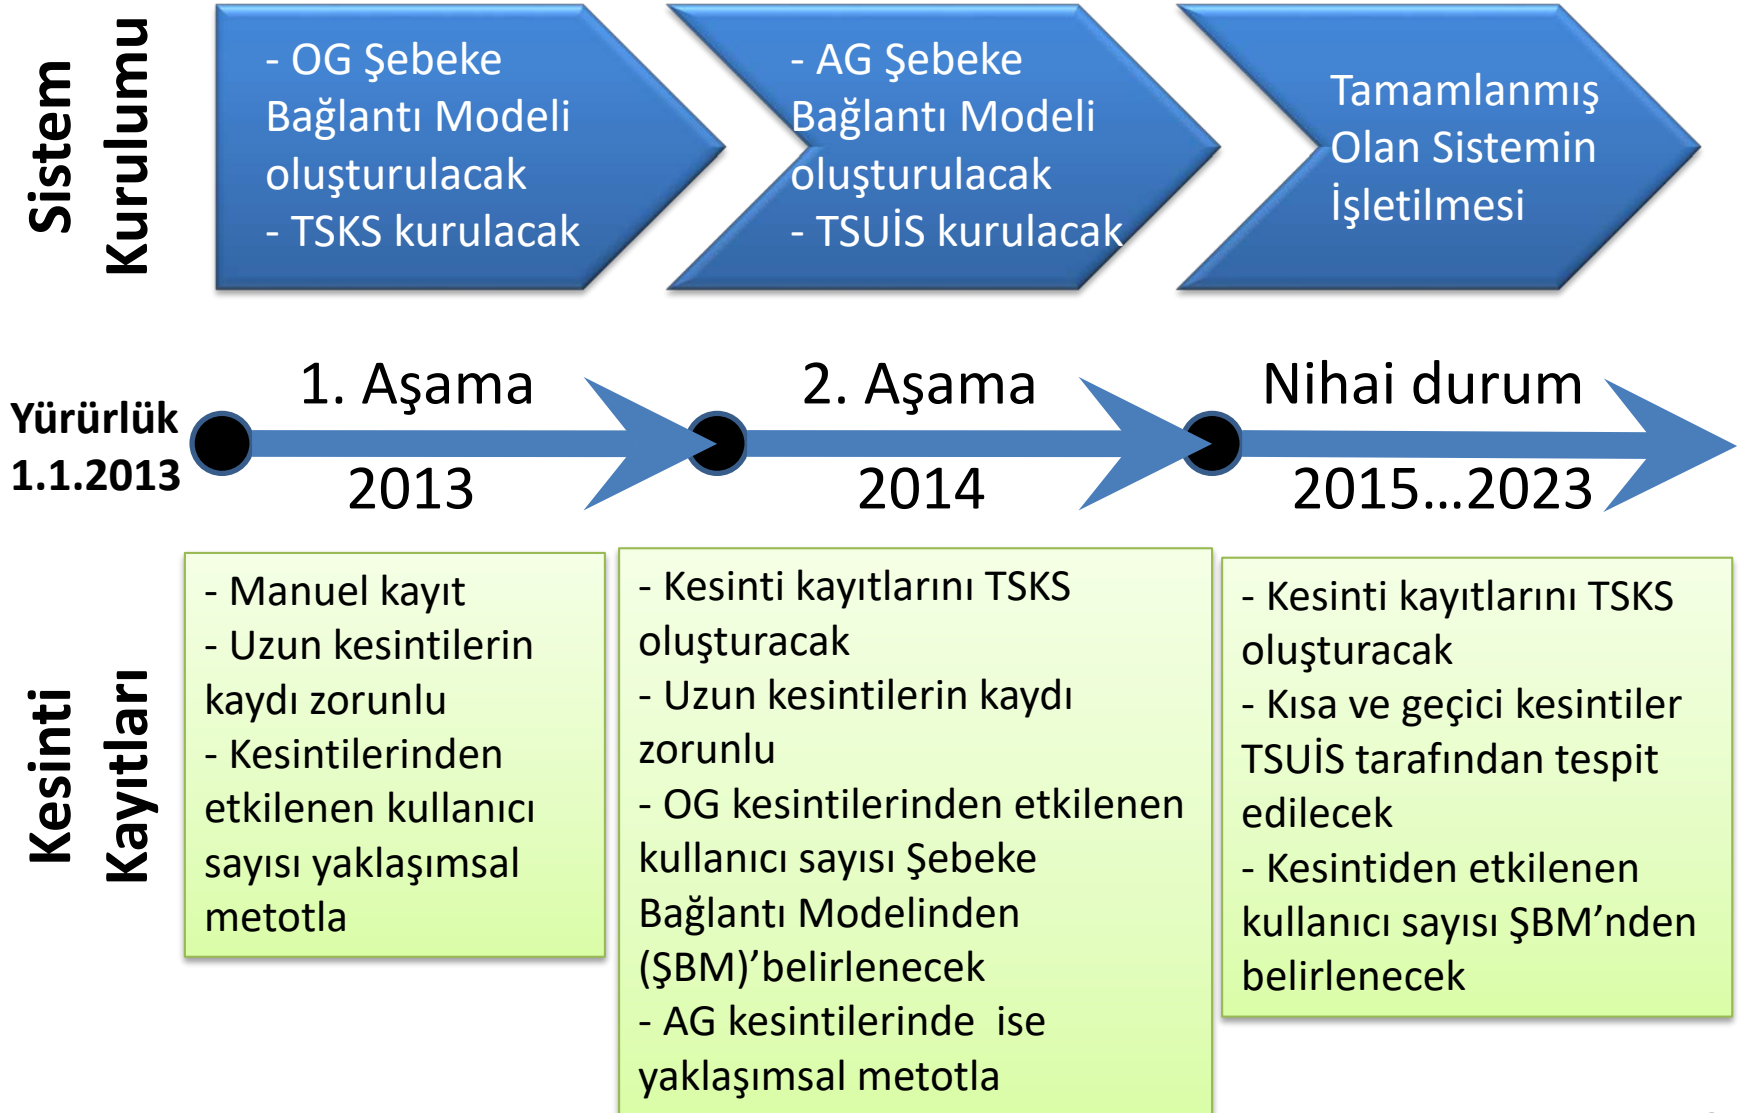 Sistem
Kurulumu
- OG Şebeke
Bağlantı Modeli
oluşturulacak
- TSKS kurulacak
- AG Şebeke
Bağlantı Modeli
oluşturulacak
- TSUİS kurulacak
Tamamlanmış
Olan Sistemin
İşletilmesi
Yürürlük
1.1.2013
1. Aşama
2013
2. Aşama
2014
Nihai durum
2015...2023
Kesinti
Kayıtları
- Manuel kayıt
- Uzun kesintilerin
kaydı zorunlu
- Kesintilerinden
etkilenen kullanıcı
sayısı yaklaşımsal
metotla
- Kesinti kayıtlarını TSKS
oluşturacak
- Uzun kesintilerin kaydı
zorunlu
- OG kesintilerinden etkilenen
kullanıcı sayısı Şebeke
Bağlantı Modelinden
(ŞBM)’belirlenecek
- AG kesintilerinde  ise
yaklaşımsal metotla
- Kesinti kayıtlarını TSKS
oluşturacak
- Kısa ve geçici kesintiler
TSUİS tarafından tespit
edilecek
- Kesintiden etkilenen
kullanıcı sayısı ŞBM’nden
belirlenecek